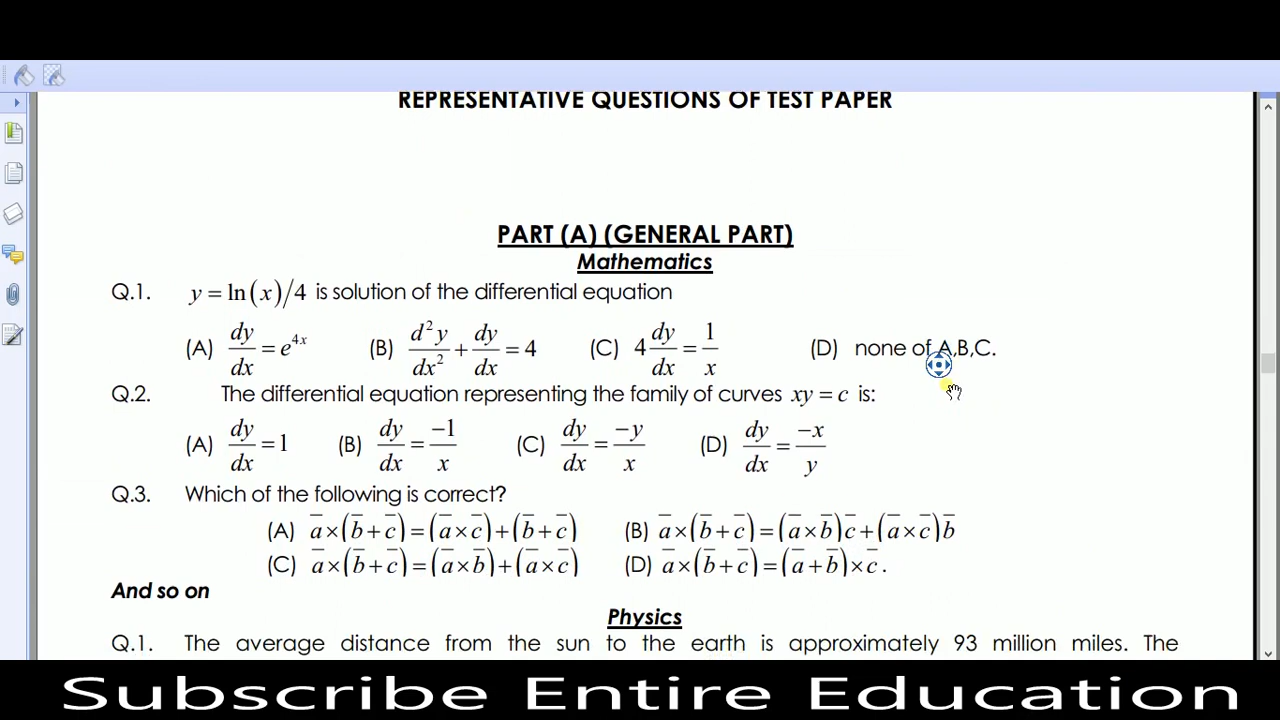 REPRESENTATIVE QUESTIONS OF TEST PAPER
PART (A) (GENERAL PART)
Mathematics
Q.1. y = ln(x)/4 is solution of the differential equation
(A) dy/dx = e^{4x} (B) d²y/dx² + dy/dx = 4 (C) 4 dy/dx = 1/x (D) none of A,B,C.
Q.2. The differential equation representing the family of curves xy = c is:
(A) dy/dx = 1 (B) dy/dx = −1/x (C) dy/dx = −y/x (D) dy/dx = −x/y
Q.3. Which of the following is correct?
(A) a̅×(b̅+c̅)=(a̅×c̅)+(b̅+c̅) (B) a̅×(b̅+c̅)=(a̅×b̅)c̅+(a̅×c̅)b̅
(C) a̅×(b̅+c̅)=(a̅×b̅)+(a̅×c̅) (D) a̅×(b̅+c̅)=(a̅+b̅)×c̅.
And so on
Physics
Q.1. The average distance from the sun to the earth is approximately 93 million miles. The
Subscribe Entire Education